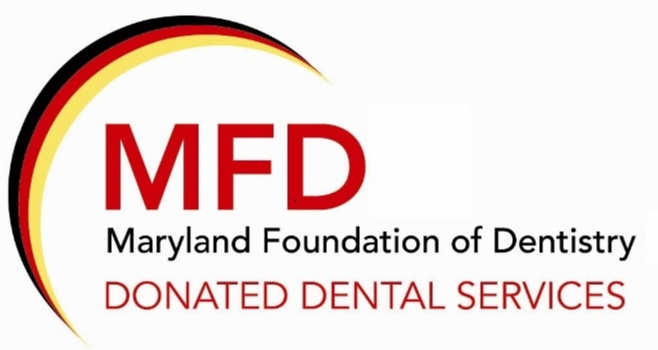 MFD
Maryland Foundation of Dentistry
DONATED DENTAL SERVICES